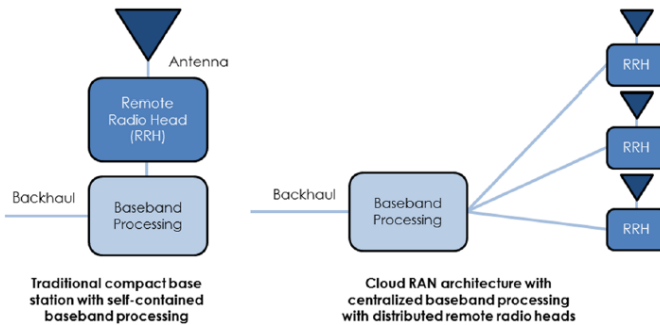 Antenna
Remote
Radio Head
(RRH)
Backhaul
Baseband
Processing
Traditional compact base
station with self-contained
baseband processing
RRH
RRH
RRH
Backhaul
Baseband
Processing
Cloud RAN architecture with
centralized baseband processing
with distributed remote radio heads